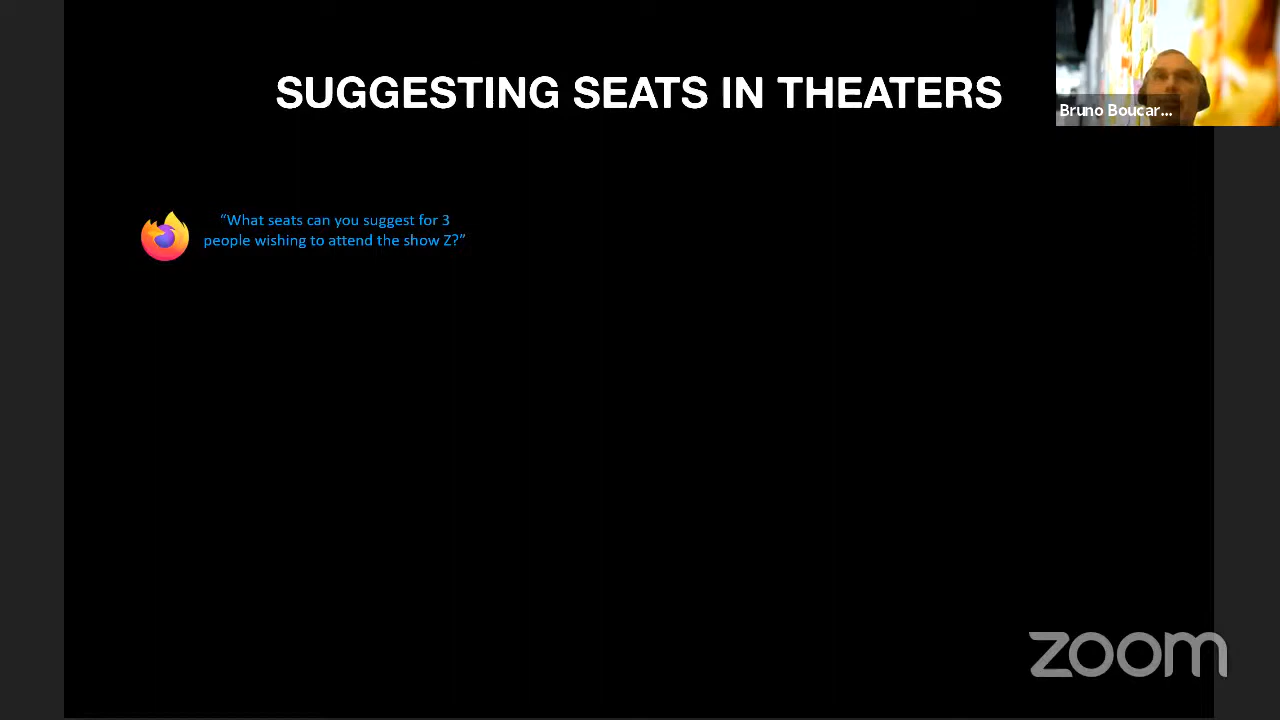 SUGGESTING SEATS IN THEATERS
Bruno Boucar...
“What seats can you suggest for 3
people wishing to attend the show Z?”
zoom